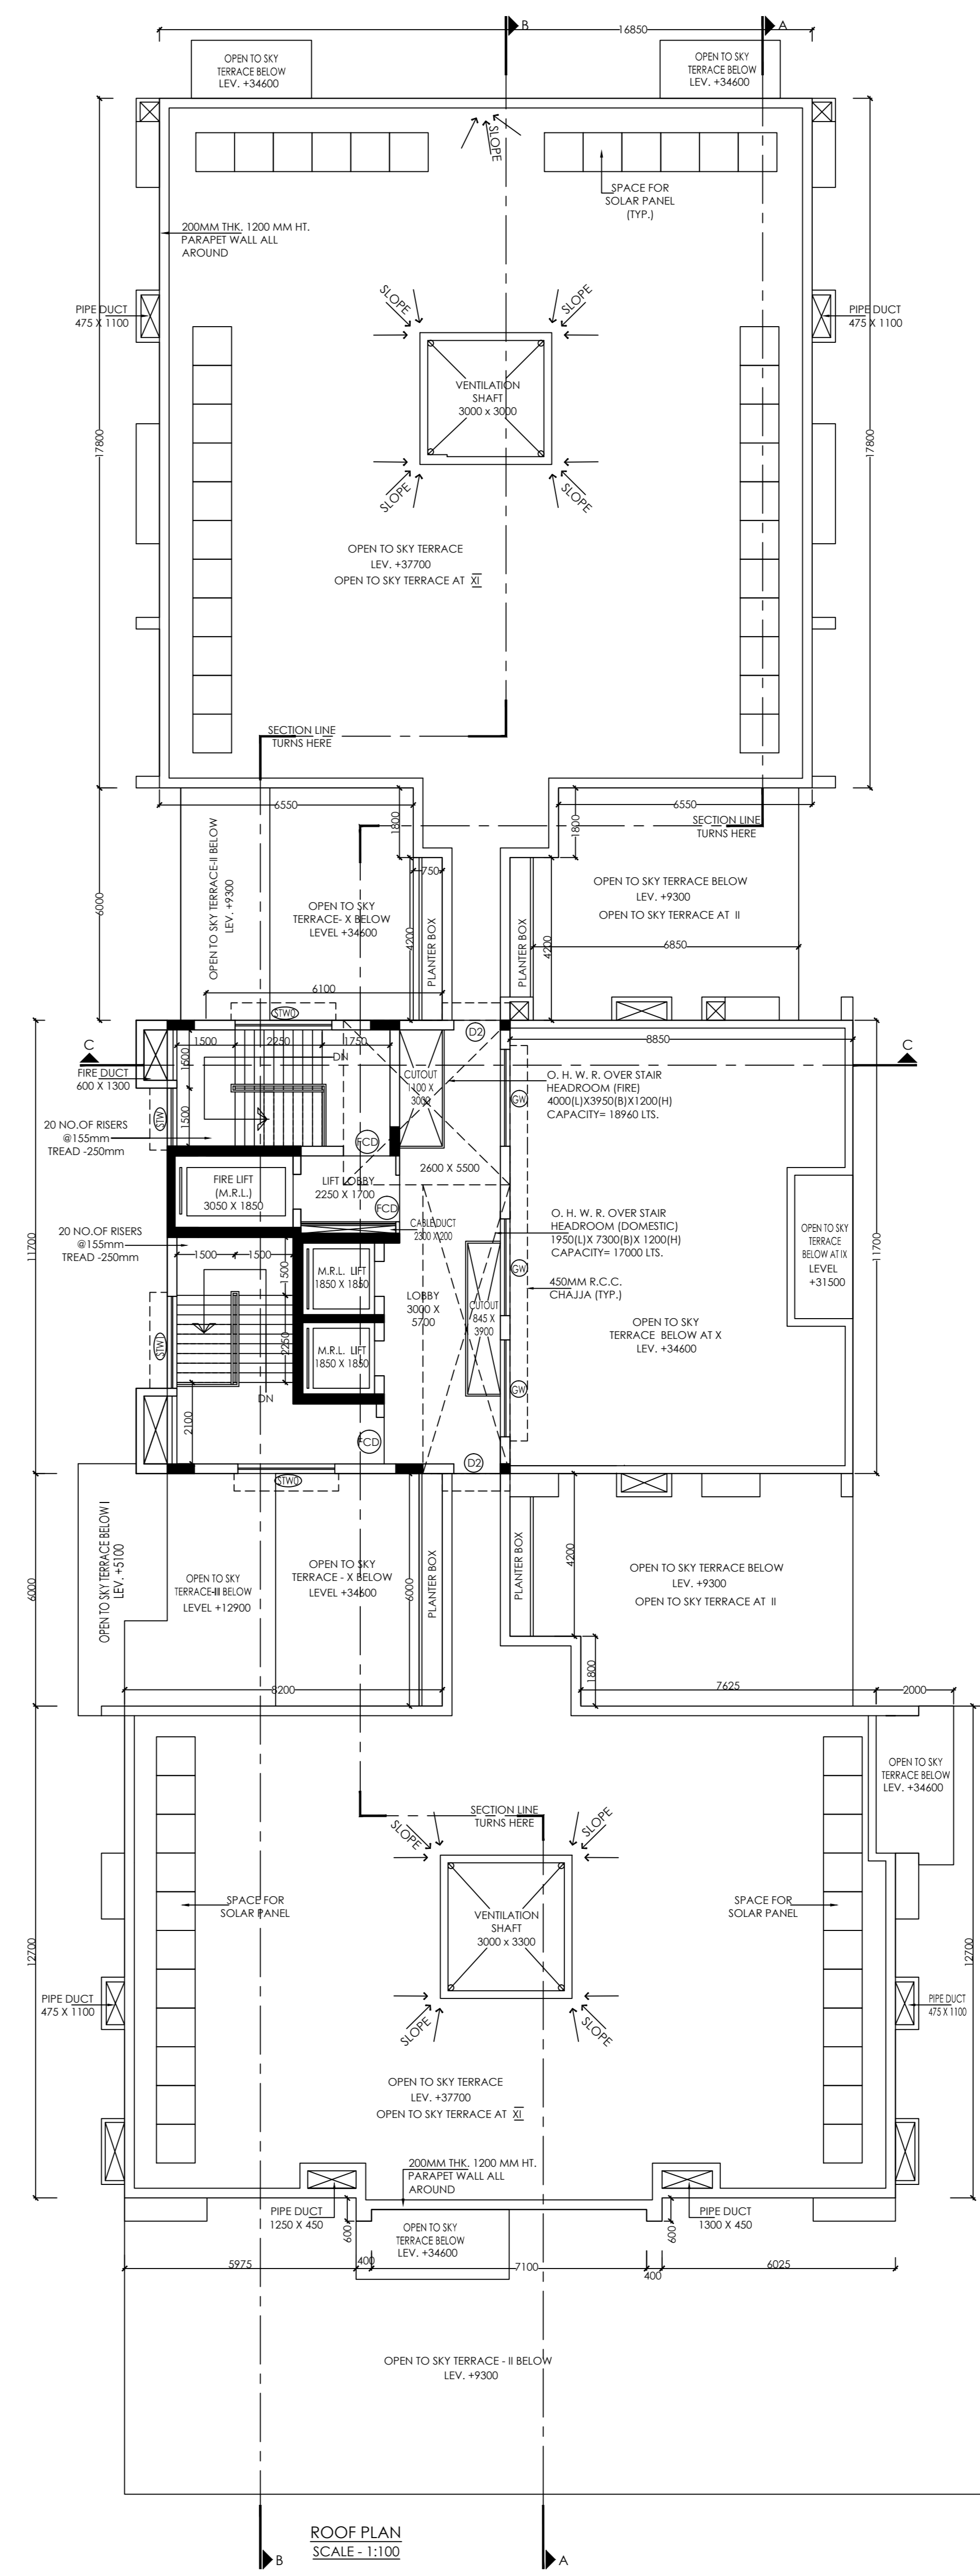 B
A
16850
OPEN TO SKY
TERRACE BELOW
LEV. +34600
OPEN TO SKY
TERRACE BELOW
LEV. +34600
SLOPE
SPACE FOR
SOLAR PANEL
(TYP.)
200MM THK. 1200 MM HT.
PARAPET WALL ALL
AROUND
PIPE DUCT
475 X 1100
PIPE DUCT
475 X 1100
SLOPE
SLOPE
VENTILATION
SHAFT
3000 x 3000
17800
17800
SLOPE
SLOPE
OPEN TO SKY TERRACE
LEV. +37700
OPEN TO SKY TERRACE AT XI
SECTION LINE
TURNS HERE
6550
6550
1800
1800
SECTION LINE
TURNS HERE
750
OPEN TO SKY TERRACE-II BELOW
LEV. +9300
OPEN TO SKY
TERRACE- X BELOW
LEVEL +34600
OPEN TO SKY TERRACE BELOW
LEV. +9300
OPEN TO SKY TERRACE AT II
6000
4200
PLANTER BOX
PLANTER BOX
4200
6850
6100
STWD
D2
1500
2250
1750
8850
C
C
DN
FIRE DUCT
600 X 1300
1500
1500
STWD
CUTOUT
1100 X
3000
GW
O. H. W. R. OVER STAIR
HEADROOM (FIRE)
4000(L)X3950(B)X1200(H)
CAPACITY= 18960 LTS.
20 NO.OF RISERS
@155mm
TREAD -250mm
FCD
2600 X 5500
FIRE LIFT
(M.R.L.)
3050 X 1850
LIFT LOBBY
2250 X 1700
FCD
CABLEDUCT
2300 X 200
O. H. W. R. OVER STAIR
HEADROOM (DOMESTIC)
1950(L)X 7300(B)X 1200(H)
CAPACITY= 17000 LTS.
OPEN TO SKY
TERRACE
BELOW AT IX
LEVEL
+31500
20 NO.OF RISERS
@155mm
TREAD -250mm
11700
11700
1500
1500
1500
M.R.L. LIFT
1850 X 1850
GW
450MM R.C.C.
CHAJJA (TYP.)
LOBBY
3000 X
5700
CUTOUT
845 X
3900
OPEN TO SKY
TERRACE BELOW AT X
LEV. +34600
2250
M.R.L. LIFT
1850 X 1850
GW
DN
2100
FCD
D2
STWD
OPEN TO SKY TERRACE BELOW I
LEV. +5100
OPEN TO SKY
TERRACE-III BELOW
LEVEL +12900
OPEN TO SKY
TERRACE - X BELOW
LEVEL +34600
6000
6000
PLANTER BOX
PLANTER BOX
4200
OPEN TO SKY TERRACE BELOW
LEV. +9300
OPEN TO SKY TERRACE AT II
1800
8200
7625
2000
OPEN TO SKY
TERRACE BELOW
LEV. +34600
SECTION LINE
TURNS HERE
SLOPE
SLOPE
SPACE FOR
SOLAR PANEL
SPACE FOR
SOLAR PANEL
VENTILATION
SHAFT
3000 x 3300
12700
12700
PIPE DUCT
475 X 1100
PIPE DUCT
475 X 1100
SLOPE
SLOPE
OPEN TO SKY TERRACE
LEV. +37700
OPEN TO SKY TERRACE AT XI
200MM THK. 1200 MM HT.
PARAPET WALL ALL
AROUND
PIPE DUCT
1250 X 450
PIPE DUCT
1300 X 450
600
600
OPEN TO SKY
TERRACE BELOW
LEV. +34600
5975
400
7100
400
6025
OPEN TO SKY TERRACE - II BELOW
LEV. +9300
ROOF PLAN
SCALE - 1:100
B
A